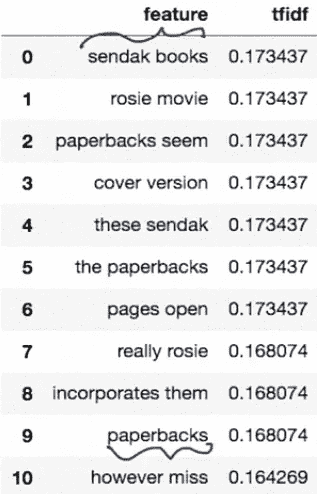 feature tfidf
0 sendak books 0.173437
1 rosie movie 0.173437
2 paperbacks seem 0.173437
3 cover version 0.173437
4 these sendak 0.173437
5 the paperbacks 0.173437
6 pages open 0.173437
7 really rosie 0.168074
8 incorporates them 0.168074
9 paperbacks 0.168074
10 however miss 0.164269